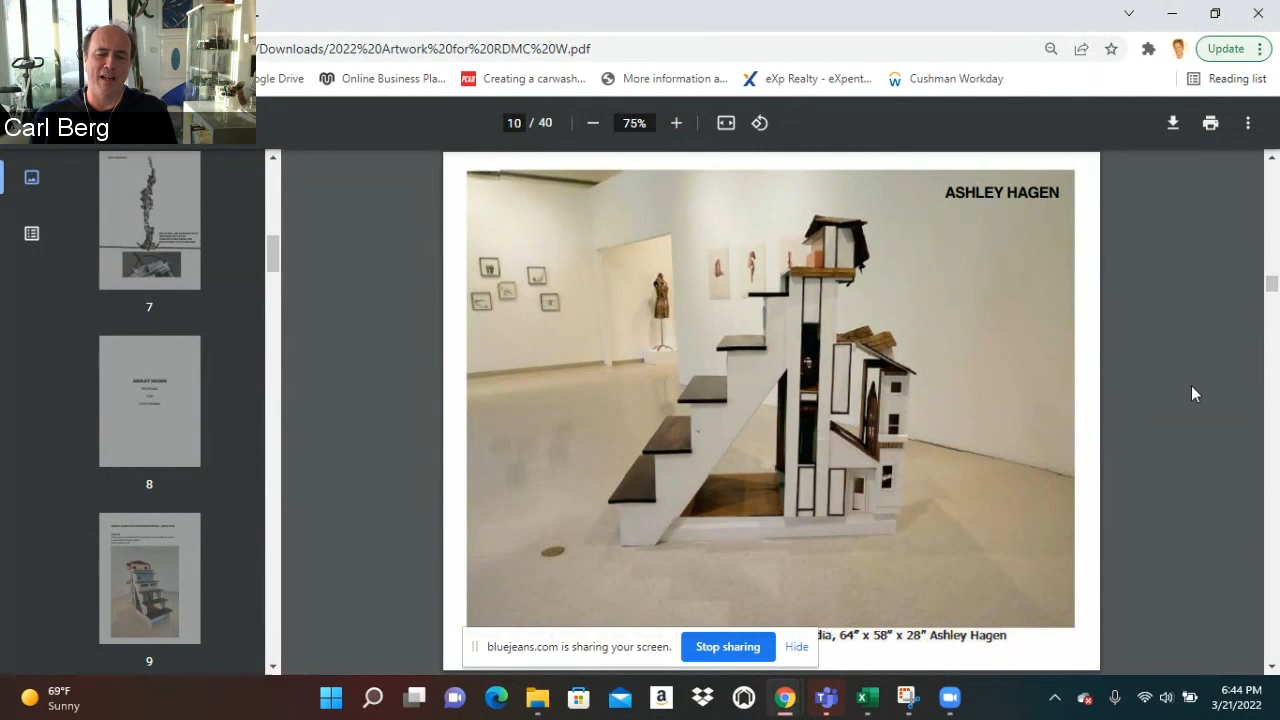 Carl Berg
/Downloads/2022%20Artwork%20for%20RDMC%20W.pdf
Update
ogle Drive
Online Business Pla...
PCAR
Creating a carwash...
More information a...
eXp Realty - eXpent...
Cushman Workday
Reading list
10 / 40
75%
7
ASHLEY HAGEN
8
9
ASHLEY HAGEN
dia, 64” x 58” x 28” Ashley Hagen
bluejeans.com is sharing your screen.
Stop sharing
Hide
69°F
Sunny
6:44 PM
3/21/2022